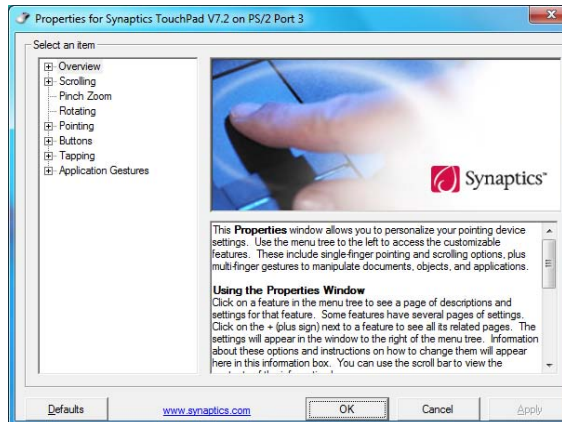 Properties for Synaptics TouchPad V7.2 on PS/2 Port 3
Select an item
Overview
Scrolling
Pinch Zoom
Rotating
Pointing
Buttons
Tapping
Application Gestures
Synaptics™
This Properties window allows you to personalize your pointing device
settings. Use the menu tree to the left to access the customizable
features. These include single-finger pointing and scrolling options, plus
multi-finger gestures to manipulate documents, objects, and applications.
Using the Properties Window
Click on a feature in the menu tree to see a page of descriptions and
settings for that feature. Some features have several pages of settings.
Click on the + (plus sign) next to a feature to see all its related pages. The
settings will appear in the window to the right of the menu tree. Information
about these options and instructions on how to change them will appear
here in this information box. You can use the scroll bar to view the
Defaults
www.synaptics.com
OK
Cancel
Apply